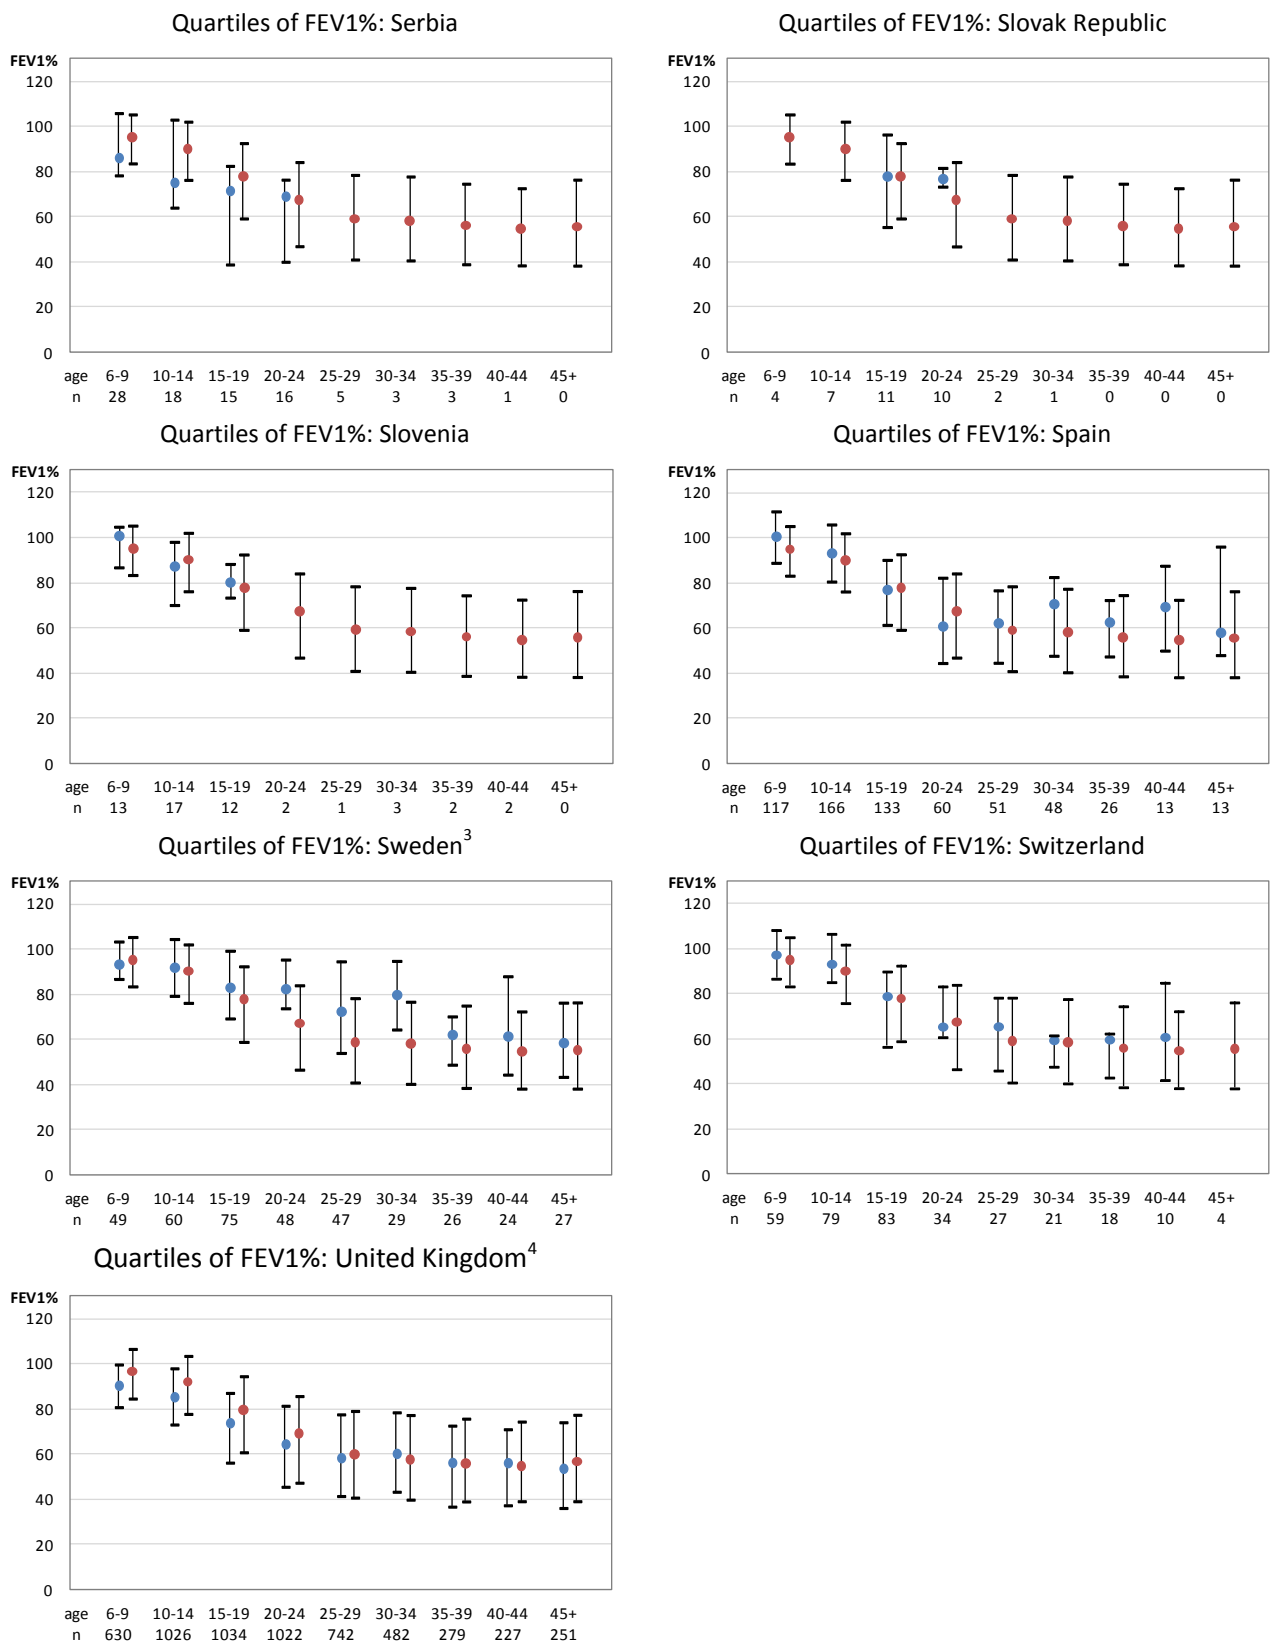 Quartiles of FEV1%: Serbia
FEV1%
120
100
80
60
40
20
0
age 6-9 10-14 15-19 20-24 25-29 30-34 35-39 40-44 45+
n 28 18 15 16 5 3 3 1 0
Quartiles of FEV1%: Slovak Republic
FEV1%
120
100
80
60
40
20
0
age 6-9 10-14 15-19 20-24 25-29 30-34 35-39 40-44 45+
n 4 7 11 10 2 1 0 0 0
Quartiles of FEV1%: Slovenia
FEV1%
120
100
80
60
40
20
0
age 6-9 10-14 15-19 20-24 25-29 30-34 35-39 40-44 45+
n 13 17 12 2 1 3 2 2 0
Quartiles of FEV1%: Spain
FEV1%
120
100
80
60
40
20
0
age 6-9 10-14 15-19 20-24 25-29 30-34 35-39 40-44 45+
n 117 166 133 60 51 48 26 13 13
Quartiles of FEV1%: Sweden³
FEV1%
120
100
80
60
40
20
0
age 6-9 10-14 15-19 20-24 25-29 30-34 35-39 40-44 45+
n 49 60 75 48 47 29 26 24 27
Quartiles of FEV1%: Switzerland
FEV1%
120
100
80
60
40
20
0
age 6-9 10-14 15-19 20-24 25-29 30-34 35-39 40-44 45+
n 59 79 83 34 27 21 18 10 4
Quartiles of FEV1%: United Kingdom⁴
FEV1%
120
100
80
60
40
20
0
age 6-9 10-14 15-19 20-24 25-29 30-34 35-39 40-44 45+
n 630 1026 1034 1022 742 482 279 227 251